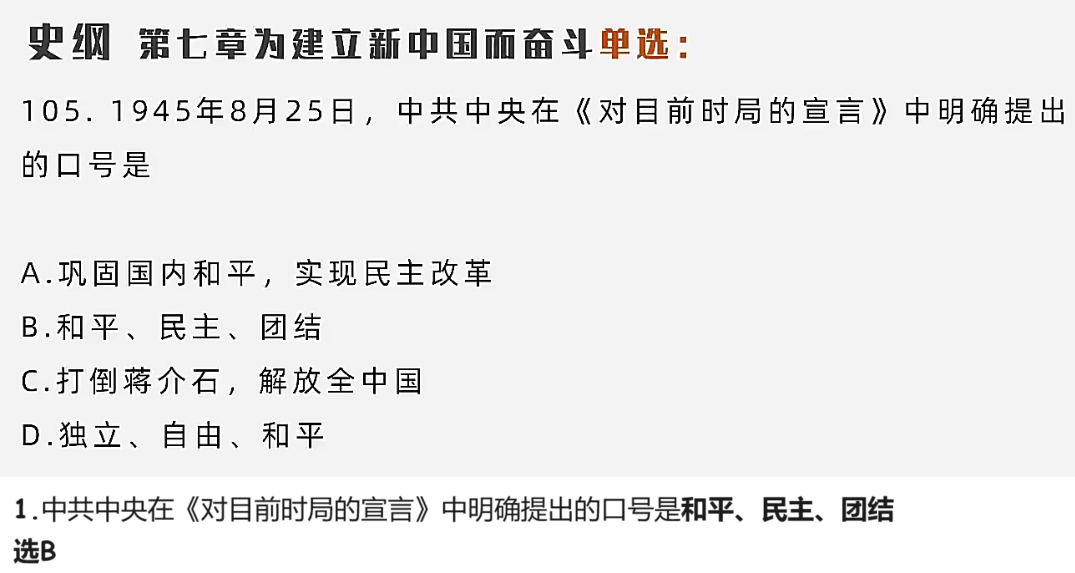 史纲 第七章为建立新中国而奋斗单选：
105. 1945年8月25日，中共中央在《对目前时局的宣言》中明确提出
的口号是
A.巩固国内和平，实现民主改革
B.和平、民主、团结
C.打倒蒋介石，解放全中国
D.独立、自由、和平
1.中共中央在《对目前时局的宣言》中明确提出的口号是和平、民主、团结
选B